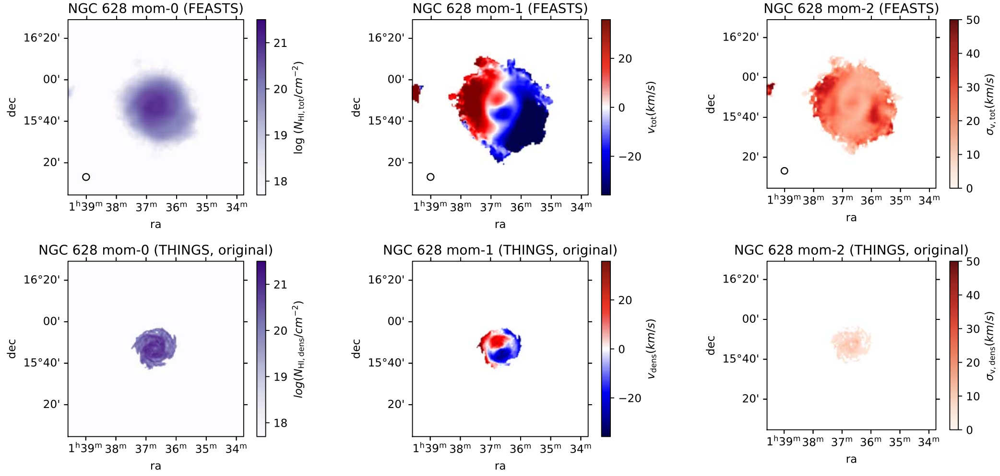 NGC 628 mom-0 (FEASTS)
16°20'
00'
15°40'
20'
dec
1ʰ39ᵐ 38ᵐ 37ᵐ 36ᵐ 35ᵐ 34ᵐ
ra
21
20
19
18
log (N_HI,tot/cm⁻²)
NGC 628 mom-1 (FEASTS)
16°20'
00'
15°40'
20'
dec
1ʰ39ᵐ 38ᵐ 37ᵐ 36ᵐ 35ᵐ 34ᵐ
ra
20
0
−20
v_tot(km/s)
NGC 628 mom-2 (FEASTS)
16°20'
00'
15°40'
20'
dec
1ʰ39ᵐ 38ᵐ 37ᵐ 36ᵐ 35ᵐ 34ᵐ
ra
50
40
30
20
10
0
σ_v,tot(km/s)
NGC 628 mom-0 (THINGS, original)
16°20'
00'
15°40'
20'
dec
1ʰ39ᵐ 38ᵐ 37ᵐ 36ᵐ 35ᵐ 34ᵐ
ra
21
20
19
18
log(N_HI,dens/cm⁻²)
NGC 628 mom-1 (THINGS, original)
16°20'
00'
15°40'
20'
dec
1ʰ39ᵐ 38ᵐ 37ᵐ 36ᵐ 35ᵐ 34ᵐ
ra
20
0
−20
v_dens(km/s)
NGC 628 mom-2 (THINGS, original)
16°20'
00'
15°40'
20'
dec
1ʰ39ᵐ 38ᵐ 37ᵐ 36ᵐ 35ᵐ 34ᵐ
ra
50
40
30
20
10
0
σ_v,dens(km/s)